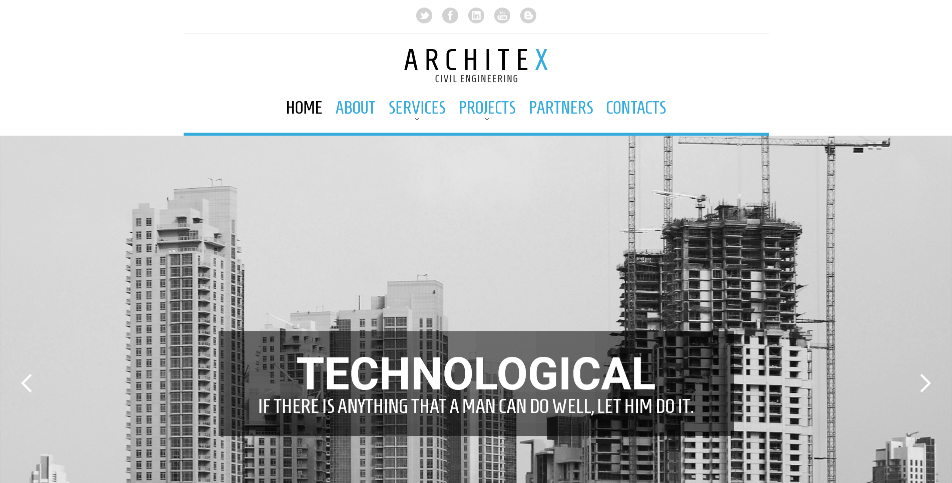 ARCHITEX
CIVIL ENGINEERING
HOME ABOUT SERVICES PROJECTS PARTNERS CONTACTS
TECHNOLOGICAL
IF THERE IS ANYTHING THAT A MAN CAN DO WELL, LET HIM DO IT.